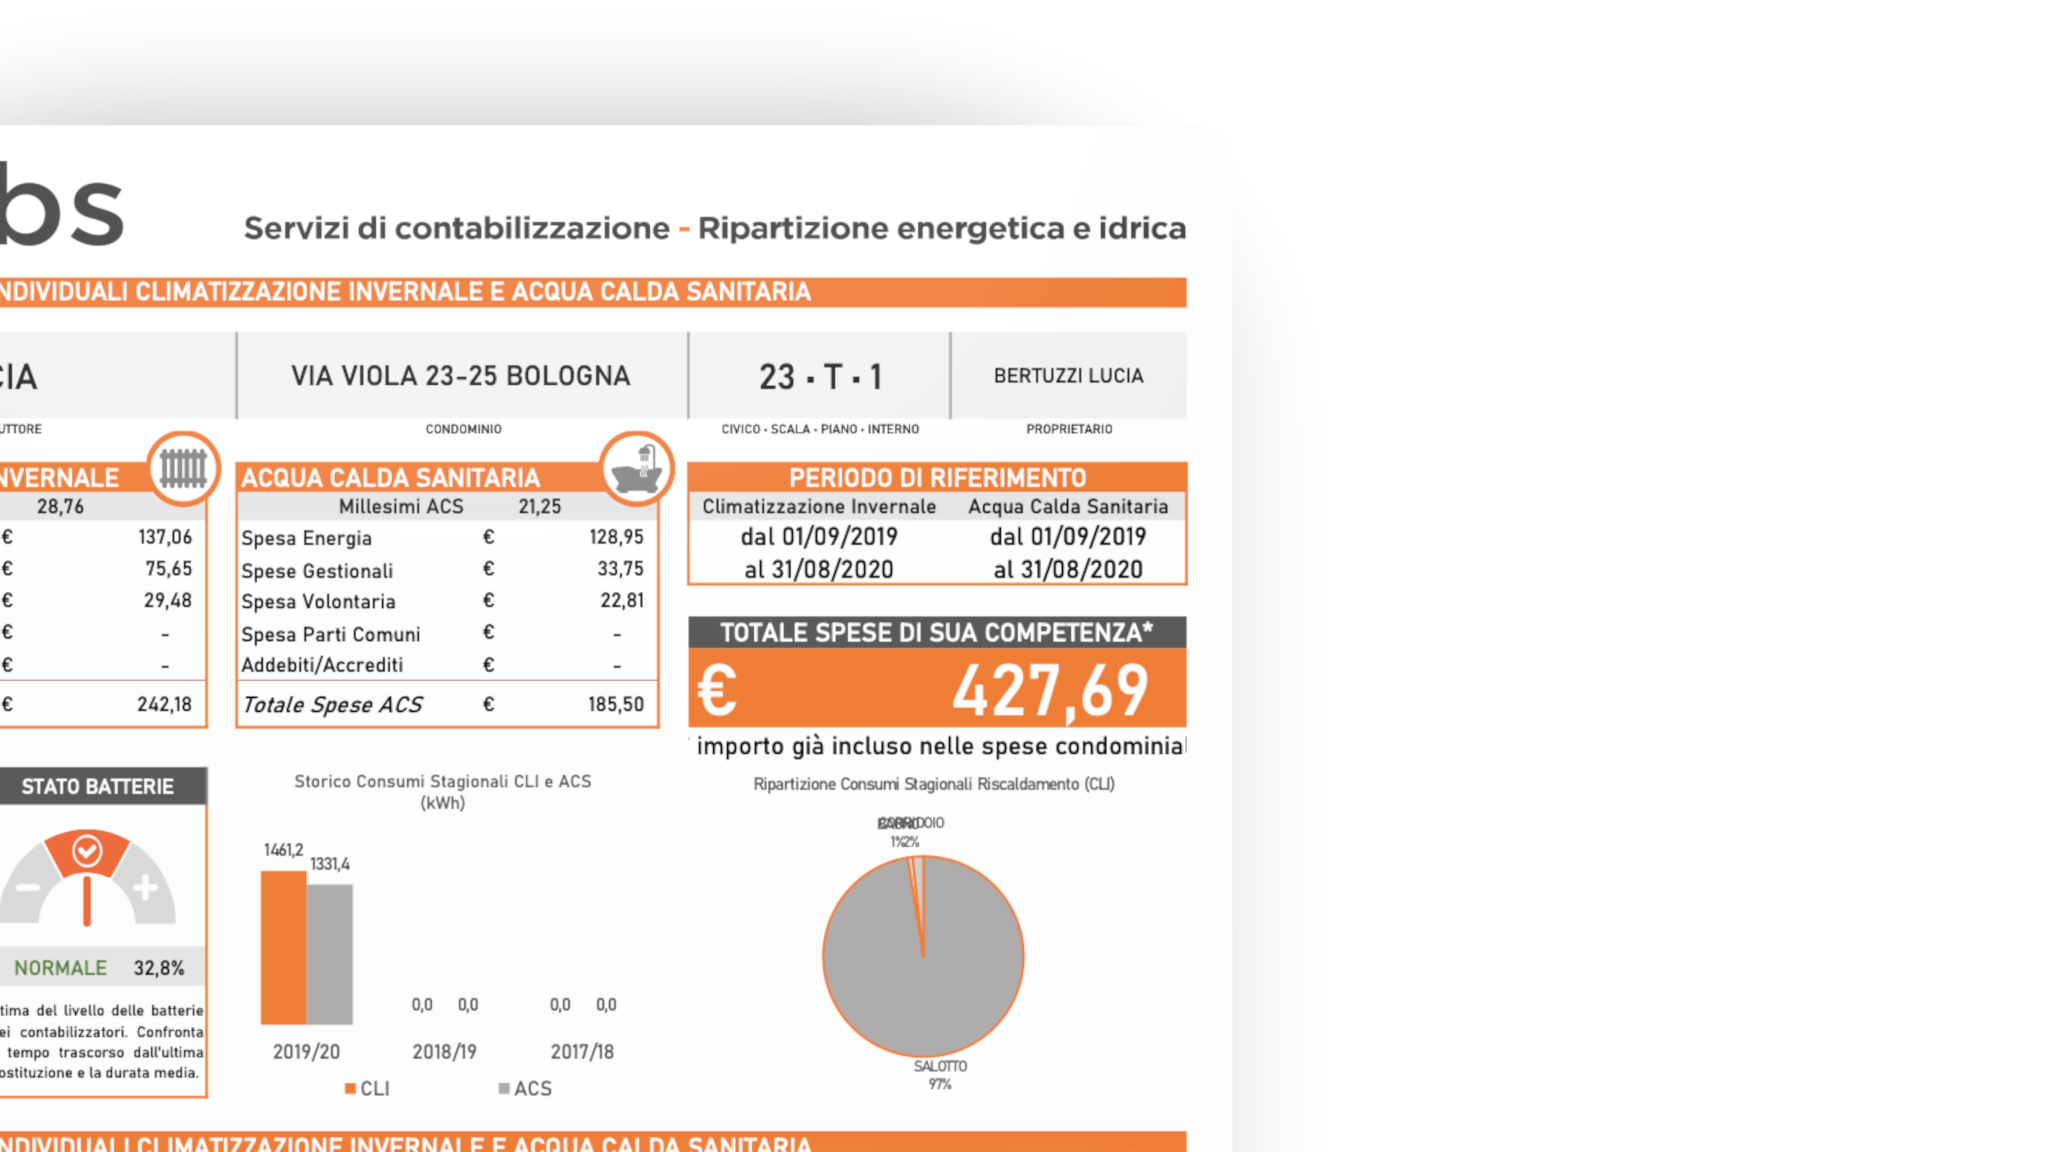 bs
Servizi di contabilizzazione - Ripartizione energetica e idrica
NDIVIDUALI CLIMATIZZAZIONE INVERNALE E ACQUA CALDA SANITARIA
CIA
VIA VIOLA 23-25 BOLOGNA
23 · T · 1
BERTUZZI LUCIA
UTTORE
CONDOMINIO
CIVICO · SCALA · PIANO · INTERNO
PROPRIETARIO
NVERNALE
28,76
€ 137,06
€ 75,65
€ 29,48
€ -
€ -
€ 242,18
ACQUA CALDA SANITARIA
Millesimi ACS 21,25
Spesa Energia € 128,95
Spese Gestionali € 33,75
Spesa Volontaria € 22,81
Spesa Parti Comuni € -
Addebiti/Accrediti € -
Totale Spese ACS € 185,50
PERIODO DI RIFERIMENTO
Climatizzazione Invernale Acqua Calda Sanitaria
dal 01/09/2019 dal 01/09/2019
al 31/08/2020 al 31/08/2020
TOTALE SPESE DI SUA COMPETENZA*
€ 427,69
importo già incluso nelle spese condominial
STATO BATTERIE
NORMALE 32,8%
tima del livello delle batterie
ei contabilizzatori. Confronta
tempo trascorso dall'ultima
ostituzione e la durata media.
Storico Consumi Stagionali CLI e ACS
(kWh)
1461,2
1331,4
0,0 0,0 0,0 0,0
2019/20 2018/19 2017/18
CLI ACS
Ripartizione Consumi Stagionali Riscaldamento (CLI)
CORRIDOIO
1% 2%
SALOTTO
97%
NDIVIDUALI CLIMATIZZAZIONE INVERNALE E ACQUA CALDA SANITARIA